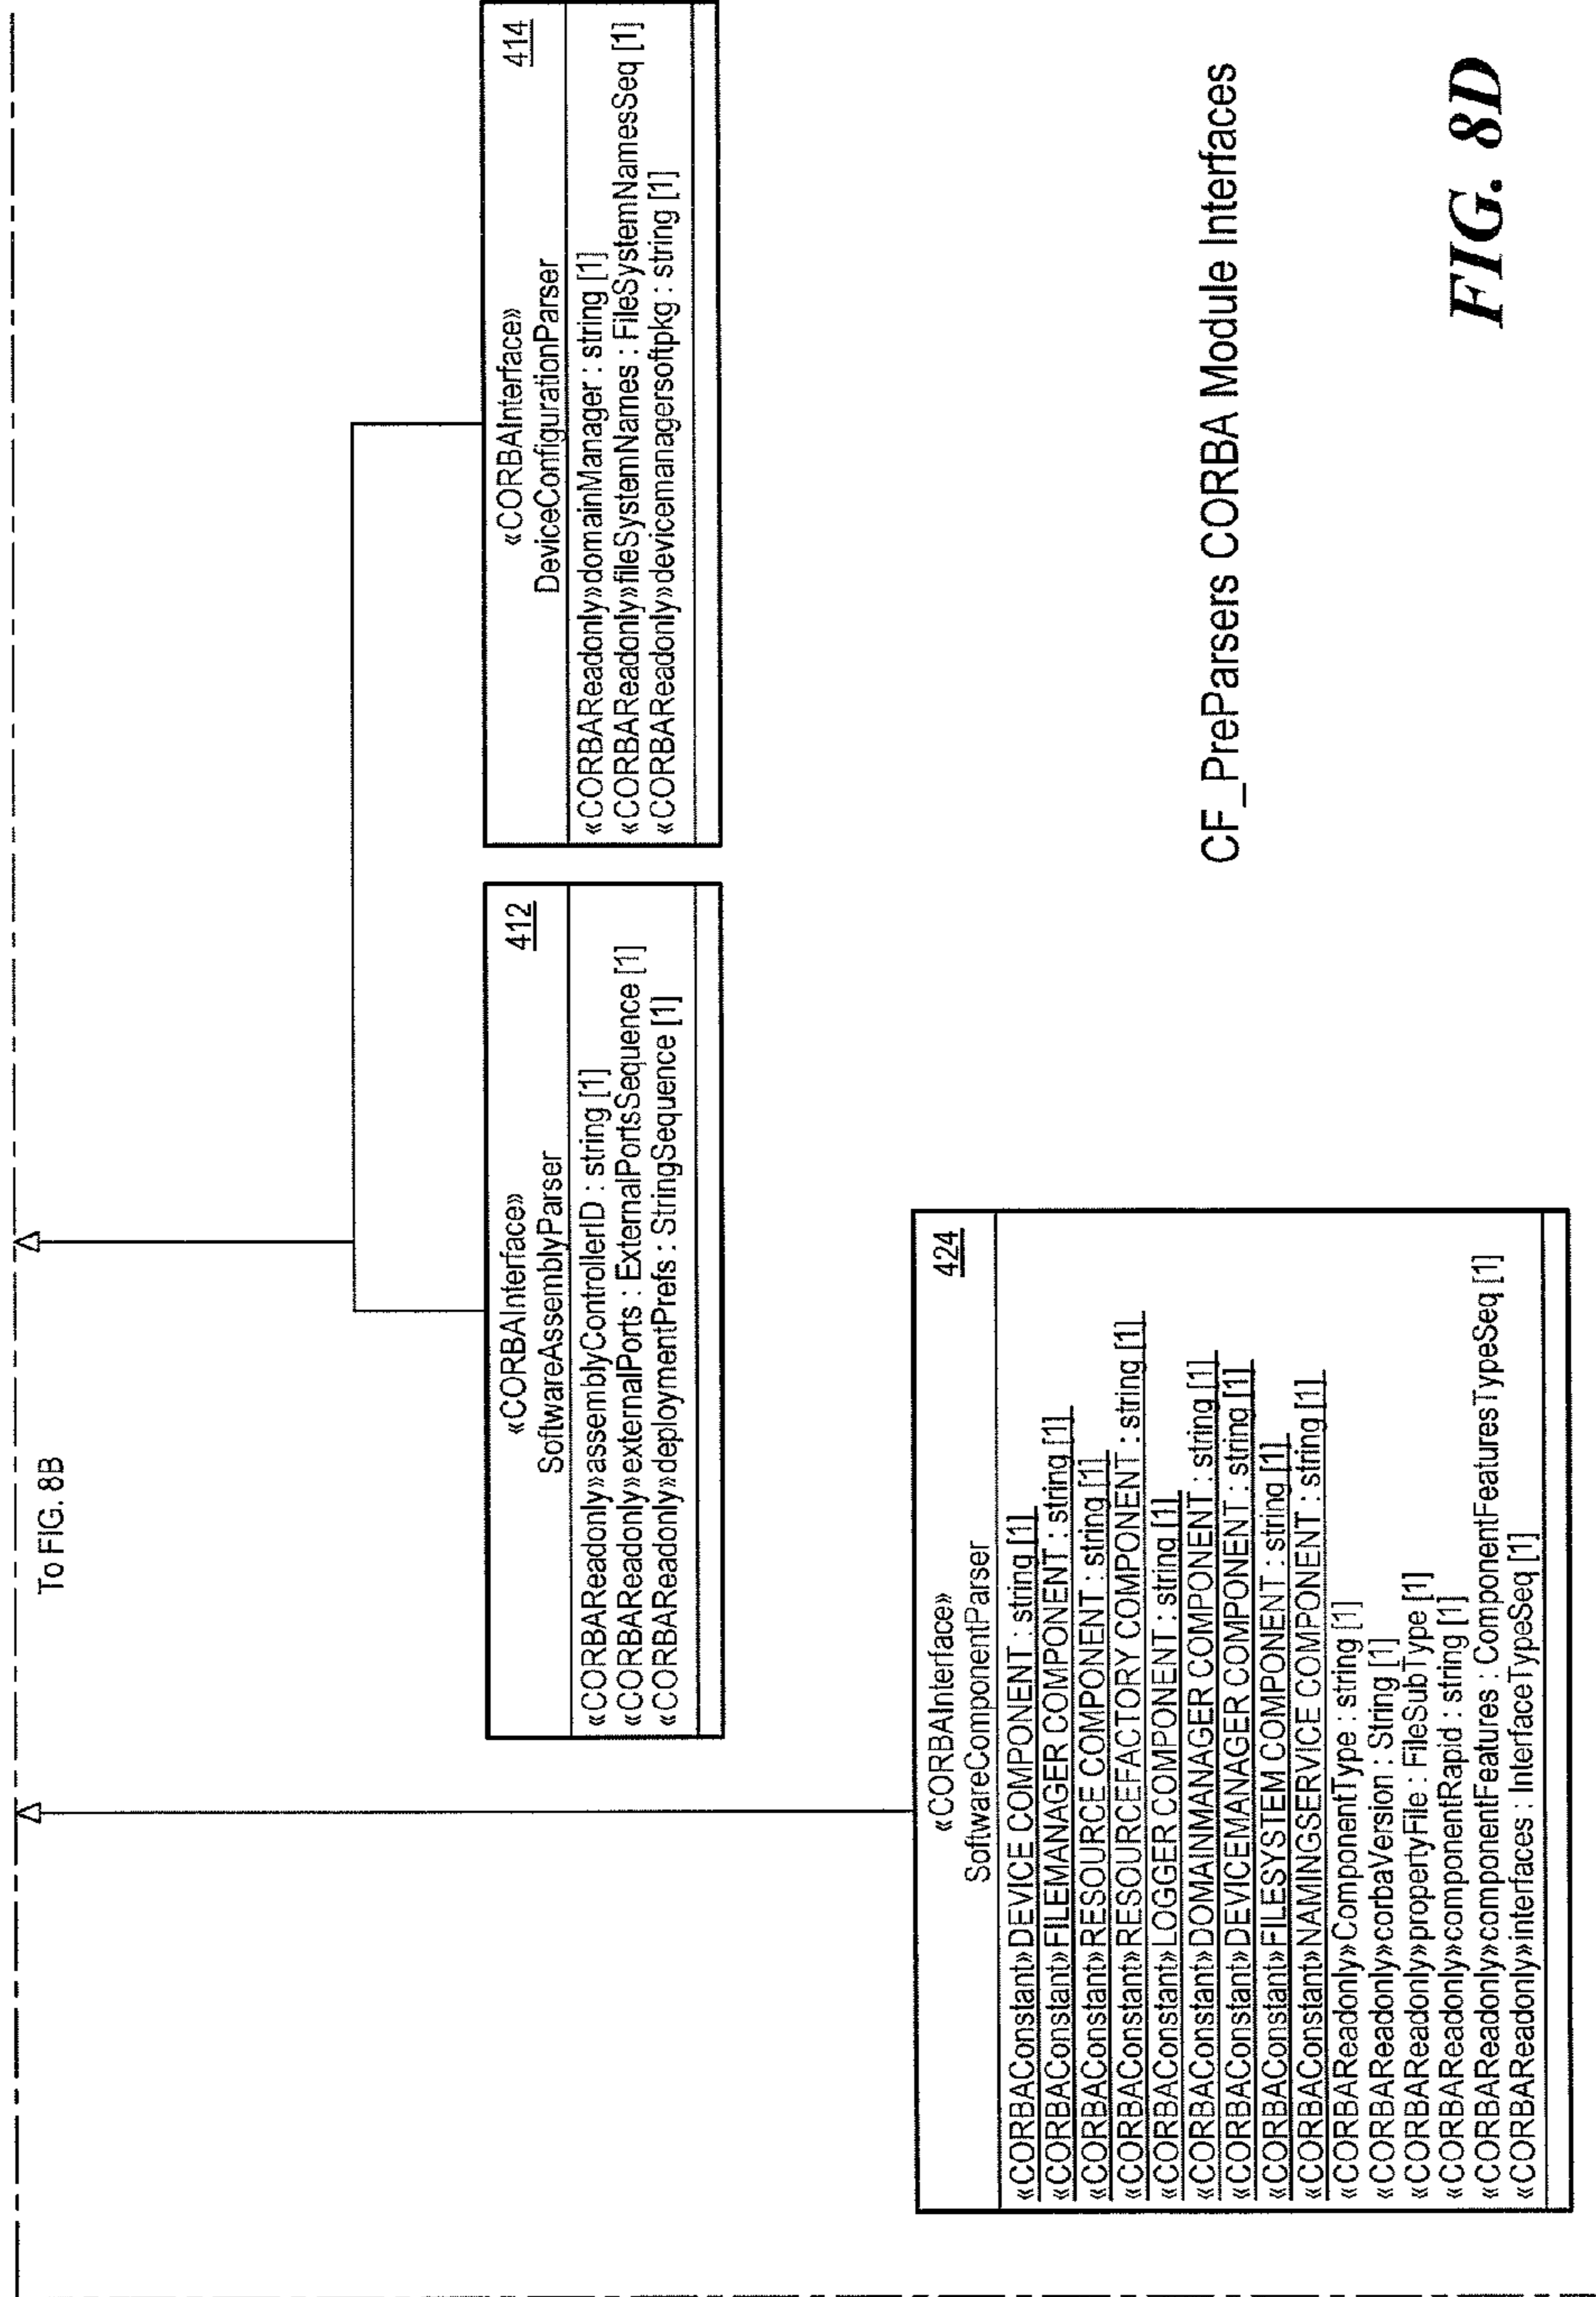 To FIG. 8B
«CORBAInterface»
SoftwareAssemblyParser
412
«CORBAReadonly»assemblyControllerID : string [1]
«CORBAReadonly»externalPorts : ExternalPortsSequence [1]
«CORBAReadonly»deploymentPrefs : StringSequence [1]
«CORBAInterface»
DeviceConfigurationParser
414
«CORBAReadonly»domainManager : string [1]
«CORBAReadonly»fileSystemNames : FileSystemNamesSeq [1]
«CORBAReadonly»devicemanagersoftpkg : string [1]
«CORBAInterface»
SoftwareComponentParser
424
«CORBAConstant»DEVICE COMPONENT : string [1]
«CORBAConstant»FILEMANAGER COMPONENT : string [1]
«CORBAConstant»RESOURCE COMPONENT : string [1]
«CORBAConstant»RESOURCEFACTORY COMPONENT : string [1]
«CORBAConstant»LOGGER COMPONENT : string [1]
«CORBAConstant»DOMAINMANAGER COMPONENT : string [1]
«CORBAConstant»DEVICEMANAGER COMPONENT : string [1]
«CORBAConstant»FILESYSTEM COMPONENT : string [1]
«CORBAConstant»NAMINGSERVICE COMPONENT : string [1]
«CORBAReadonly»ComponentType : string [1]
«CORBAReadonly»corbaVersion : String [1]
«CORBAReadonly»propertyFile : FileSubType [1]
«CORBAReadonly»componentRapid : string [1]
«CORBAReadonly»componentFeatures : ComponentFeaturesTypeSeq [1]
«CORBAReadonly»interfaces : InterfaceTypeSeq [1]
CF_PreParsers CORBA Module Interfaces
FIG. 8D